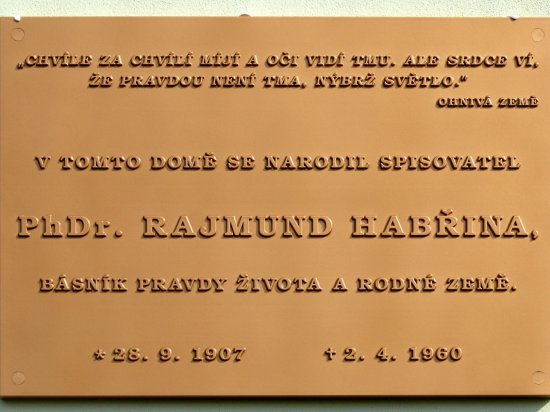 „CHVÍLE ZA CHVÍLÍ MÍJÍ A OČI VIDÍ TMU. ALE SRDCE VÍ,
ŽE PRAVDOU NENÍ TMA, NÝBRŽ SVĚTLO.“
OHNIVÁ ZEMĚ
V TOMTO DOMĚ SE NARODIL SPISOVATEL
PhDr. RAJMUND HABŘINA,
BÁSNÍK PRAVDY ŽIVOTA A RODNÉ ZEMĚ.
* 28. 9. 1907 † 2. 4. 1960